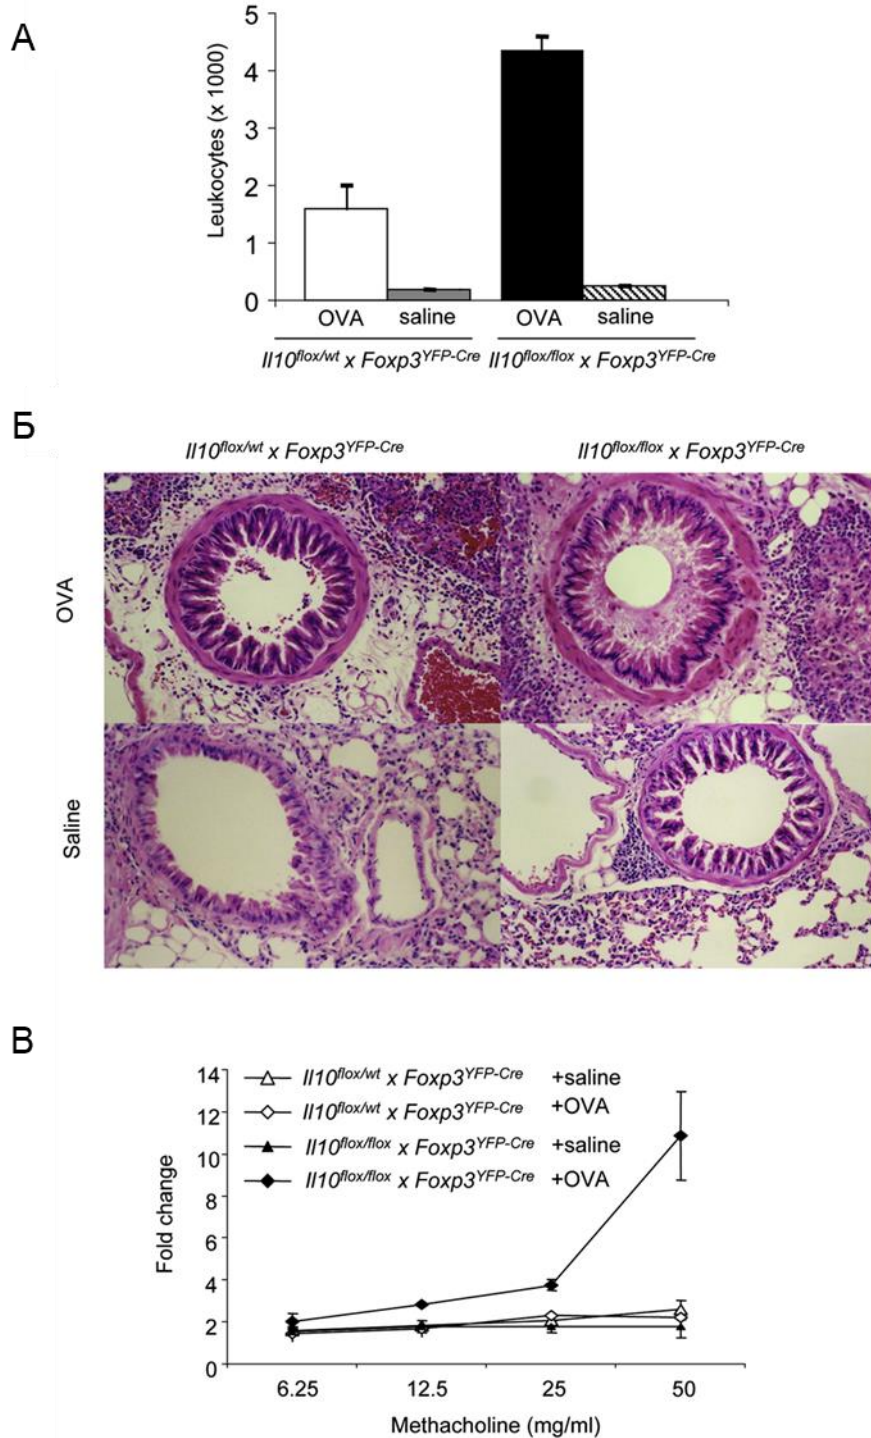 А
Leukocytes (x 1000)
5
4
3
2
1
0
OVA saline OVA saline
Il10flox/wt x Foxp3YFP-Cre Il10flox/flox x Foxp3YFP-Cre
Б
Il10flox/wt x Foxp3YFP-Cre Il10flox/flox x Foxp3YFP-Cre
OVA
Saline
В
Fold change
14
12
10
8
6
4
2
0
Il10flox/wt x Foxp3YFP-Cre +saline
Il10flox/wt x Foxp3YFP-Cre +OVA
Il10flox/flox x Foxp3YFP-Cre +saline
Il10flox/flox x Foxp3YFP-Cre +OVA
6.25 12.5 25 50
Methacholine (mg/ml)